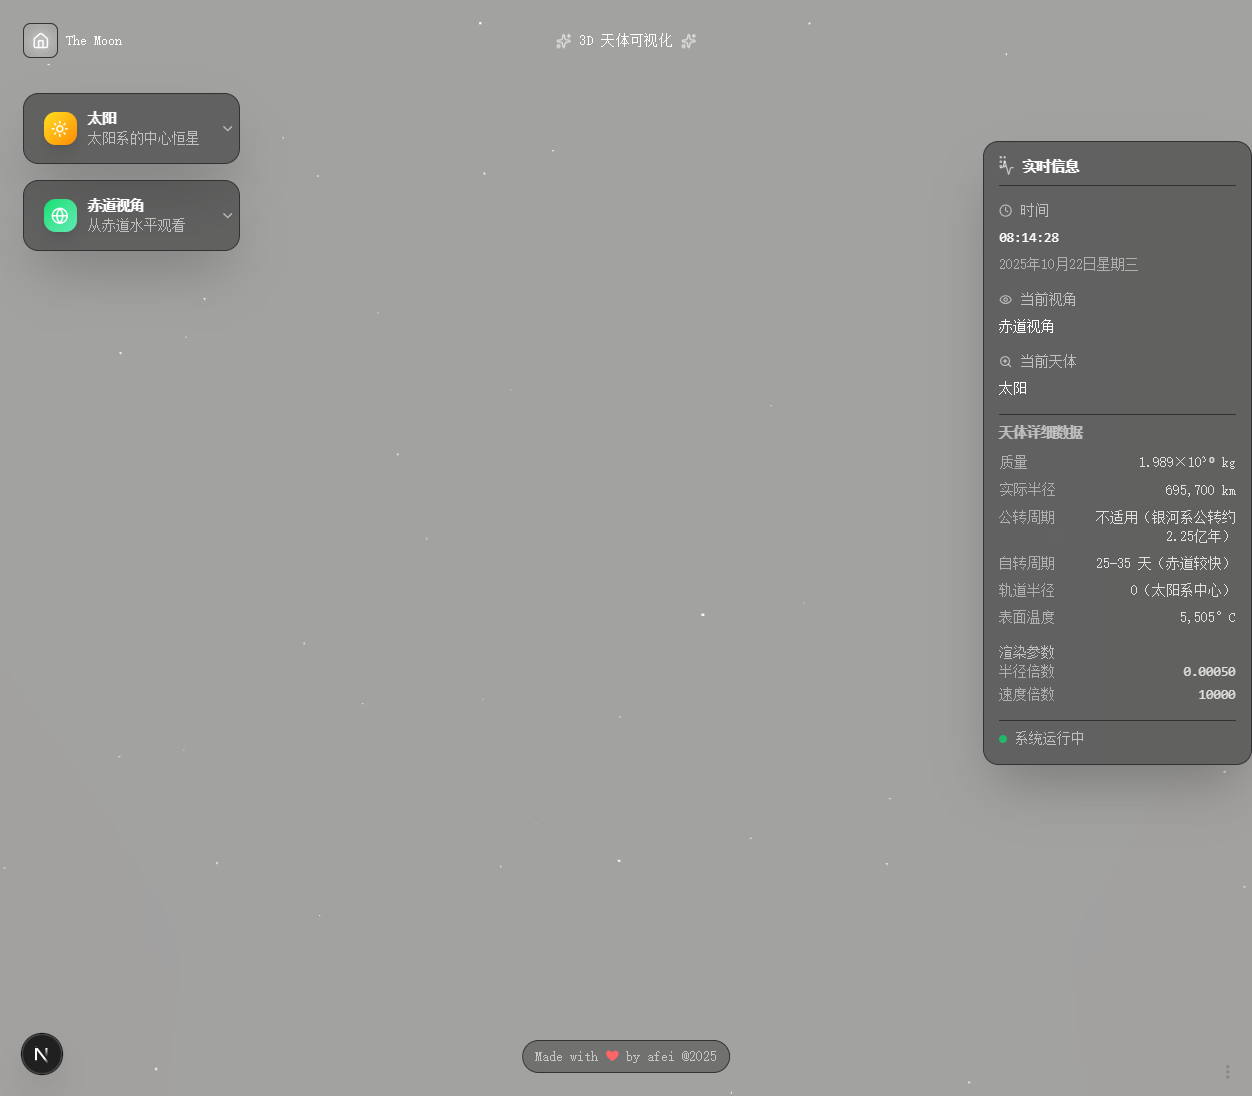 The Moon
3D 天体可视化
太阳
太阳系的中心恒星
赤道视角
从赤道水平观看
实时信息
时间
08:14:28
2025年10月22日星期三
当前视角
赤道视角
当前天体
太阳
天体详细数据
质量 1.989×10³⁰ kg
实际半径 695,700 km
公转周期 不适用（银河系公转约
2.25亿年）
自转周期 25-35 天（赤道较快）
轨道半径 0（太阳系中心）
表面温度 5,505°C
渲染参数
半径倍数 0.00050
速度倍数 10000
系统运行中
N
Made with ❤ by afei @2025